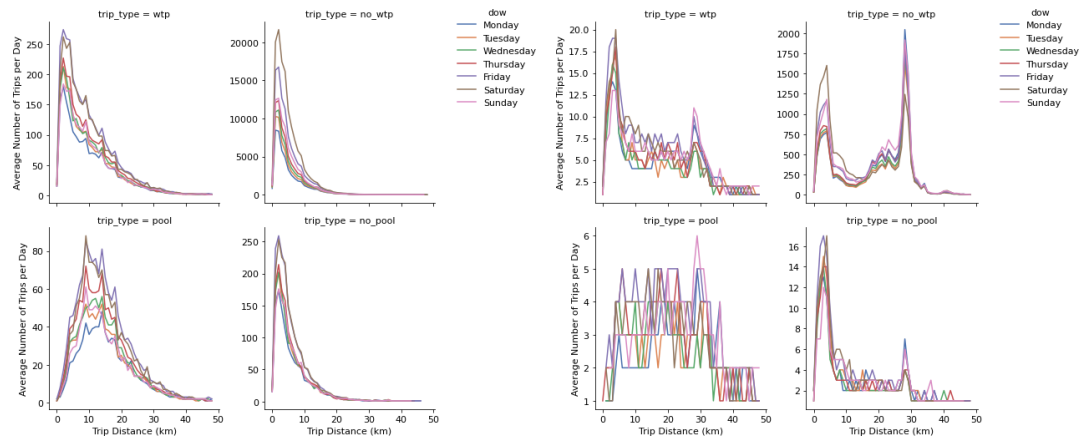 trip_type = wtp
trip_type = no_wtp
dow
Monday
Tuesday
Wednesday
Thursday
Friday
Saturday
Sunday
Average Number of Trips per Day
250
200
150
100
50
0
20000
15000
10000
5000
0
trip_type = pool
trip_type = no_pool
Average Number of Trips per Day
80
60
40
20
0
0 10 20 30 40 50
Trip Distance (km)
250
200
150
100
50
0
0 10 20 30 40 50
Trip Distance (km)
trip_type = wtp
trip_type = no_wtp
dow
Monday
Tuesday
Wednesday
Thursday
Friday
Saturday
Sunday
Average Number of Trips per Day
20.0
17.5
15.0
12.5
10.0
7.5
5.0
2.5
2000
1750
1500
1250
1000
750
500
250
0
trip_type = pool
trip_type = no_pool
Average Number of Trips per Day
6
5
4
3
2
1
0 10 20 30 40 50
Trip Distance (km)
16
14
12
10
8
6
4
2
0 10 20 30 40 50
Trip Distance (km)